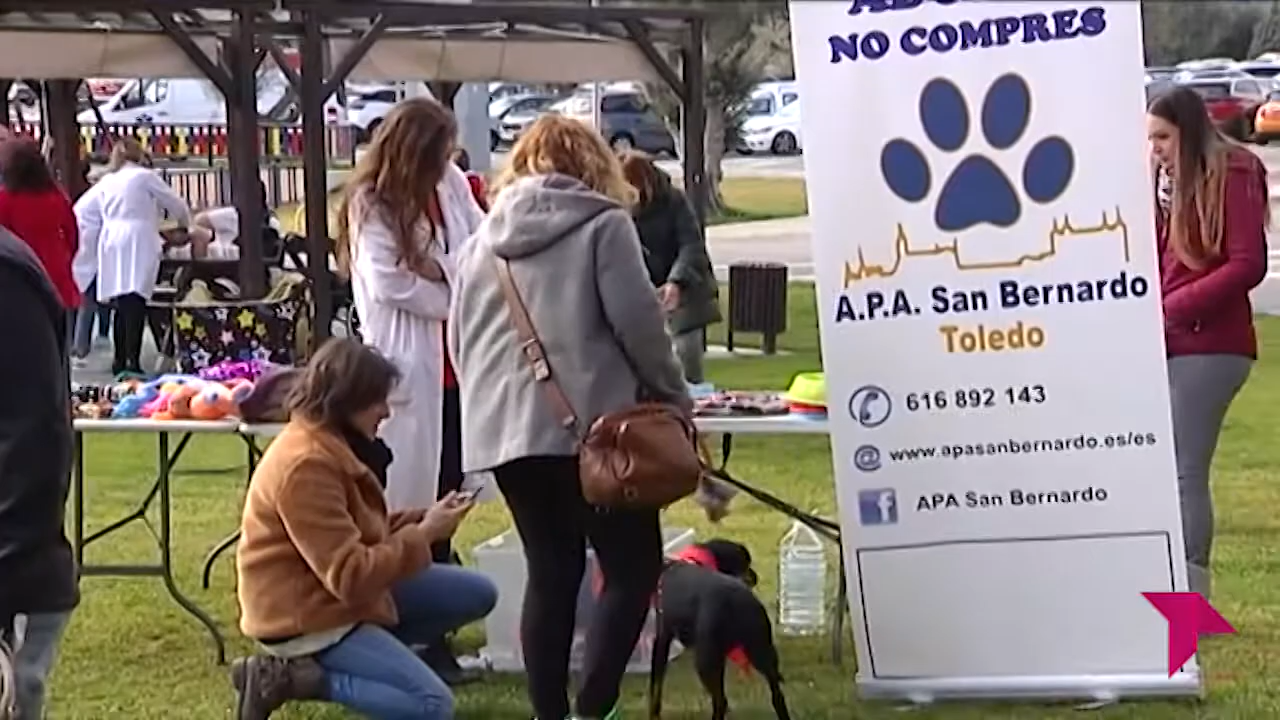 NO COMPRES
A.P.A. San Bernardo
Toledo
616 892 143
www.apasanbernardo.es/es
APA San Bernardo